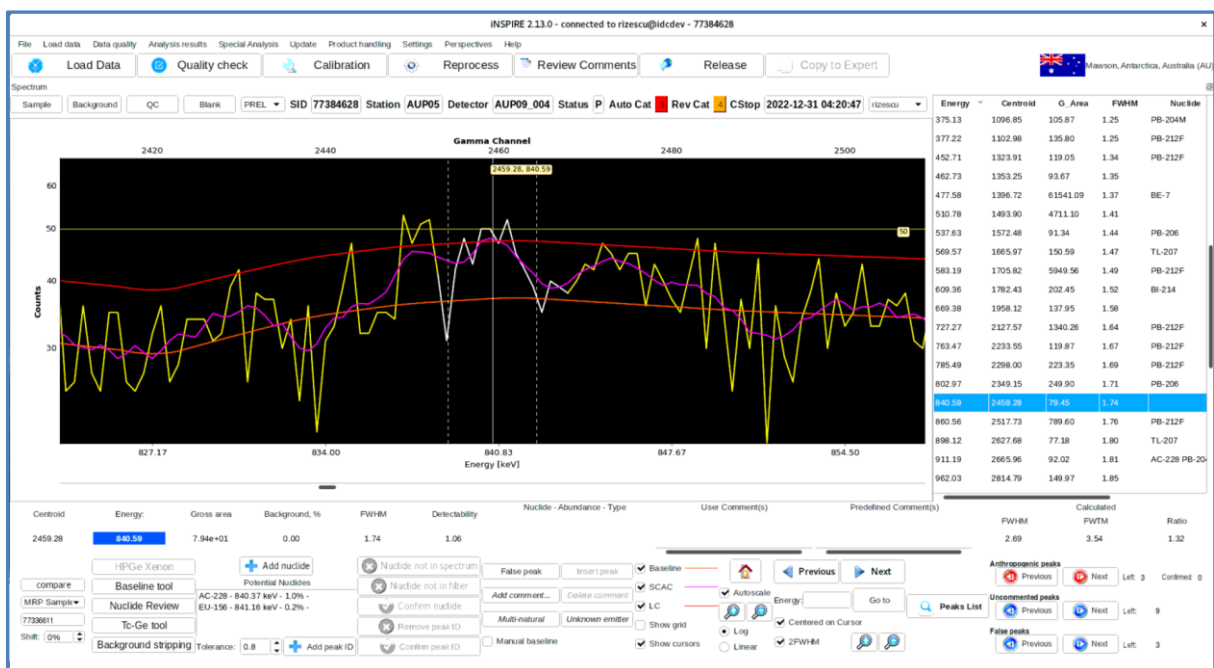 iNSPIRE 2.13.0 - connected to rizescu@idcdev - 77384628 ×
File Load data Data quality Analysis results Special Analysis Update Product handling Settings Perspectives Help
Load Data Quality check Calibration Reprocess Review Comments Release Copy to Expert Mawson, Antarctica, Australia (AU)
Spectrum
Sample Background QC Blank PREL SID 77384628 Station AUP05 Detector AUP09_004 Status P Auto Cat 5 Rev Cat 4 CStop 2022-12-31 04:20:47 rizescu
Energy Centroid G_Area FWHM Nuclide
375.13 1096.85 105.87 1.25 PB-204M
377.22 1102.98 135.80 1.25 PB-212F
452.71 1323.91 119.05 1.34 PB-212F
462.73 1353.25 93.67 1.35
477.58 1396.72 61541.09 1.37 BE-7
510.78 1493.90 4711.10 1.41
537.63 1572.48 91.34 1.44 PB-206
569.57 1665.97 150.59 1.47 TL-207
583.19 1705.82 5949.56 1.49 PB-212F
609.36 1782.43 202.45 1.52 BI-214
669.38 1958.12 137.95 1.58
727.27 2127.57 1340.26 1.64 PB-212F
763.47 2233.55 119.87 1.67 PB-212F
785.49 2298.00 223.35 1.69 PB-212F
802.97 2349.15 249.90 1.71 PB-206
840.59 2459.28 79.45 1.74
860.56 2517.73 789.60 1.76 PB-212F
898.12 2627.68 77.18 1.80 TL-207
911.19 2665.96 92.02 1.81 AC-228 PB-20
962.03 2814.79 149.97 1.85
Gamma Channel
2420 2440 2460 2480 2500
2459.28, 840.59
60
50
50
40
30
Counts
827.17 834.00 840.83 847.67 854.50
Energy [keV]
Centroid Energy: Gross area Background, % FWHM Detectability Nuclide - Abundance - Type User Comment(s) Predefined Comment(s) Calculated
FWHM FWTM Ratio
2459.28 840.59 7.94e+01 0.00 1.74 1.06 2.69 3.54 1.32
HPGe Xenon
compare Baseline tool
MRP Sample Nuclide Review
77336611 Tc-Ge tool
Shift: 0% Background stripping
Add nuclide
Potential Nuclides
AC-228 - 840.37 keV - 1.0% -
EU-156 - 841.16 keV - 0.2% -
Tolerance: 0.8 Add peak ID
Nuclide not in spectrum
Nuclide not in filter
Confirm nuclide
Remove peak ID
Confirm peak ID
False peak Insert peak
Add comment... Delete comment
Multi-natural Unknown emitter
Manual baseline
Baseline
SCAC
LC
Show grid
Show cursors
Autoscale
Log
Linear
Previous Next
Energy: Go to
Centered on Cursor
2FWHM
Peaks List
Anthropogenic peaks
Previous Next Left: 3 Confirmed: 0
Uncommented peaks
Previous Next Left: 9
False peaks
Previous Next Left: 3